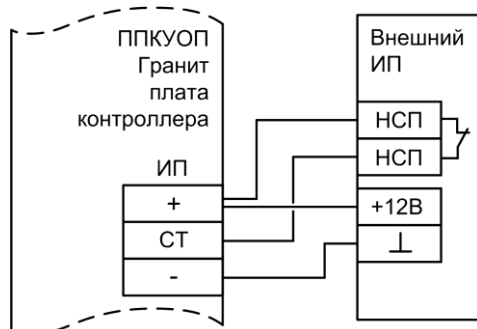 ППКУОП
Гранит
плата
контроллера
ИП
+
СТ
-
Внешний
ИП
НСП
НСП
+12В
⊥